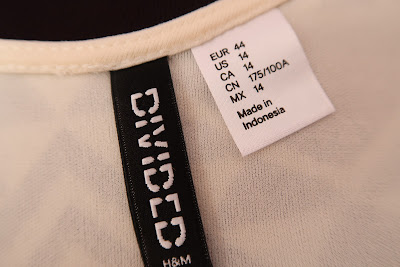 DIVIDED
H&M
EUR 44
US 14
CA 14
CN 175/100A
MX 14
Made in
Indonesia